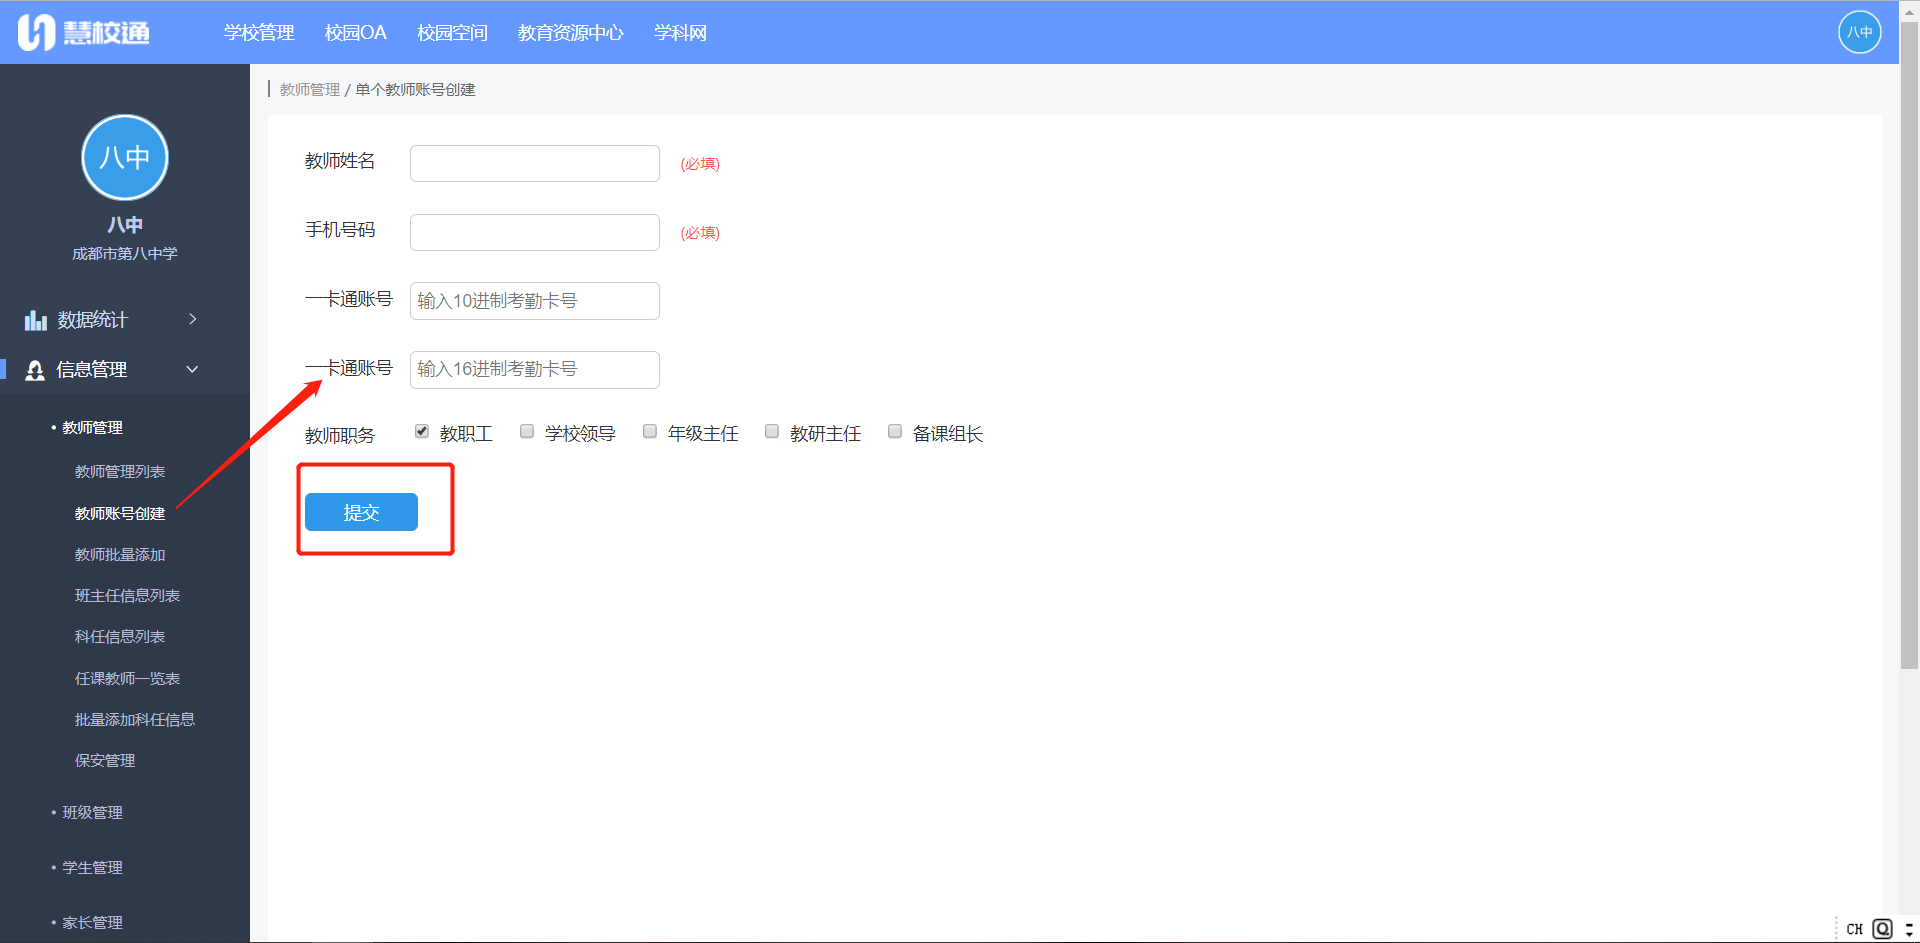 慧校通
学校管理 校园OA 校园空间 教育资源中心 学科网
八中
教师管理 / 单个教师账号创建
八中
八中
成都市第八中学
数据统计
信息管理
• 教师管理
教师管理列表
教师账号创建
教师批量添加
班主任信息列表
科任信息列表
任课教师一览表
批量添加科任信息
保安管理
• 班级管理
• 学生管理
• 家长管理
教师姓名 (必填)
手机号码 (必填)
一卡通账号 输入10进制考勤卡号
一卡通账号 输入16进制考勤卡号
教师职务 教职工 学校领导 年级主任 教研主任 备课组长
提交
CH